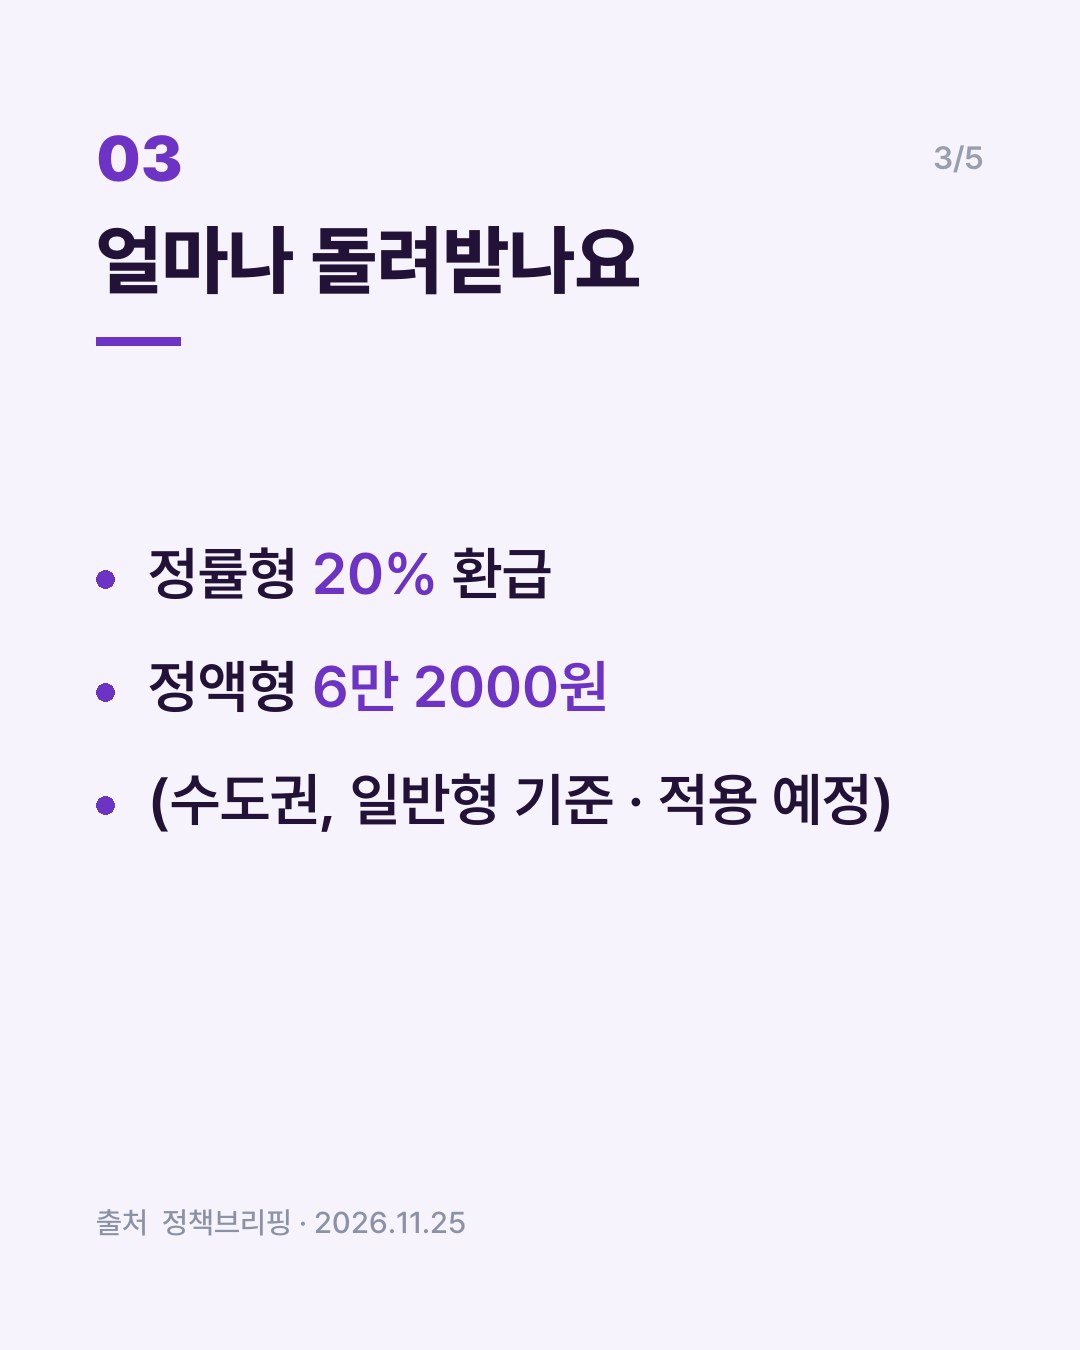 03
3/5
얼마나 돌려받나요
정률형 20% 환급
정액형 6만 2000원
(수도권, 일반형 기준 · 적용 예정)
출처 정책브리핑 · 2026.11.25